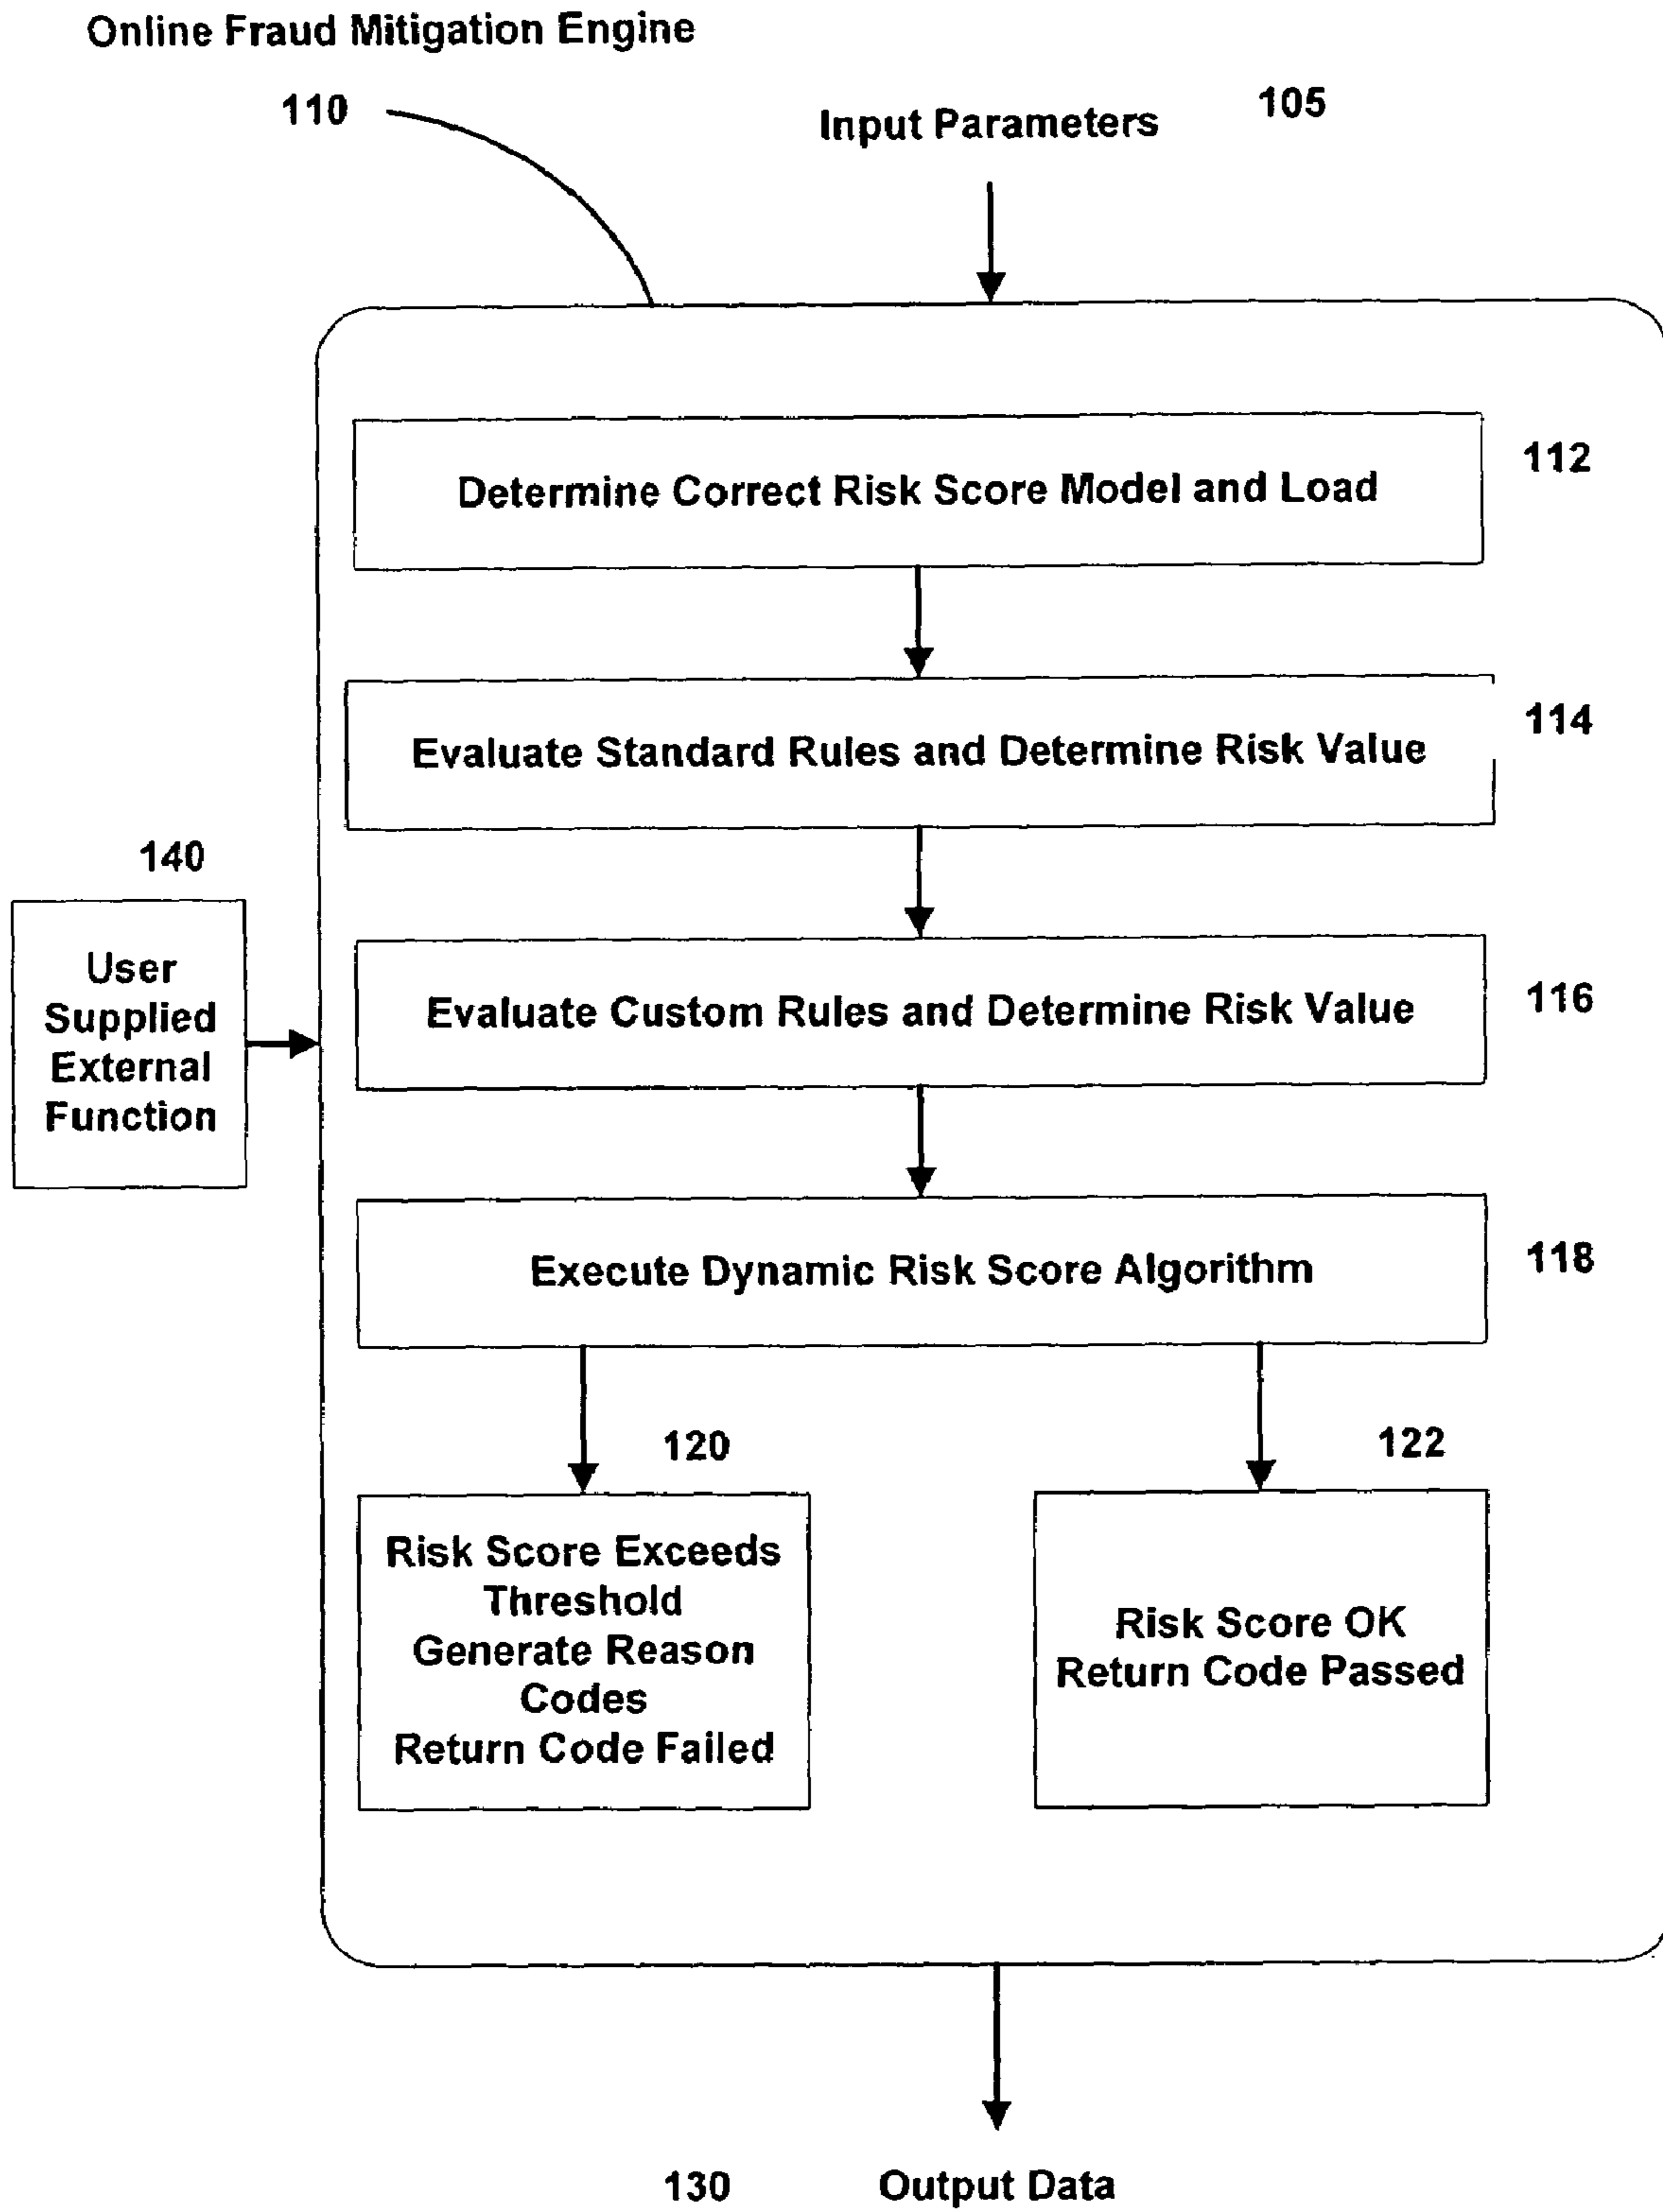 Online Fraud Mitigation Engine
110
Input Parameters
105
Determine Correct Risk Score Model and Load
112
Evaluate Standard Rules and Determine Risk Value
114
140
User
Supplied
External
Function
Evaluate Custom Rules and Determine Risk Value
116
Execute Dynamic Risk Score Algorithm
118
120
Risk Score Exceeds
Threshold
Generate Reason
Codes
Return Code Failed
122
Risk Score OK
Return Code Passed
130
Output Data